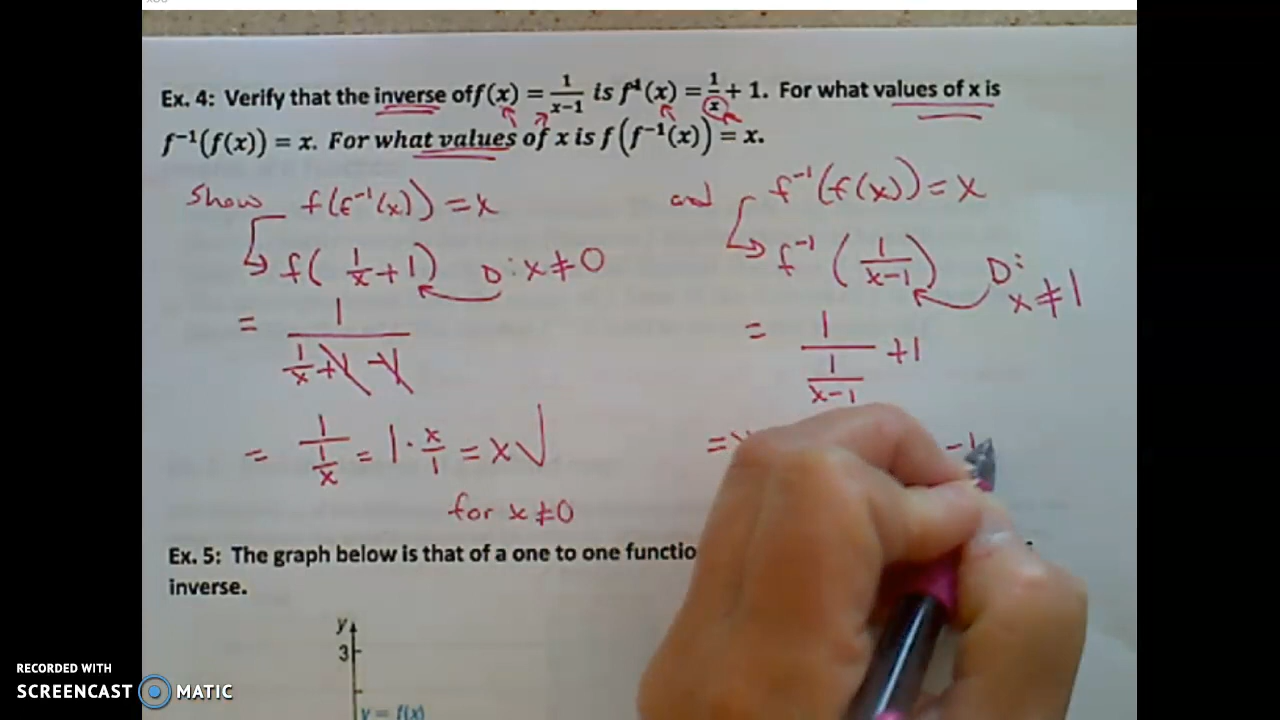 Ex. 4: Verify that the inverse of f(x) = 1/(x−1) is f⁻¹(x) = 1/x + 1. For what values of x is
f⁻¹(f(x)) = x. For what values of x is f(f⁻¹(x)) = x.
Show f(f⁻¹(x)) = x
f(1/x + 1) D: x ≠ 0
= 1/(1/x + 1 − 1)
= 1/(1/x) = 1 · x/1 = x √
for x ≠ 0
and f⁻¹(f(x)) = x
f⁻¹(1/(x−1)) D:
x ≠ 1
= 1/(1/(x−1)) + 1
=
−1
Ex. 5: The graph below is that of a one to one
inverse.
y
3
y = f(x)
RECORDED WITH
SCREENCAST MATIC